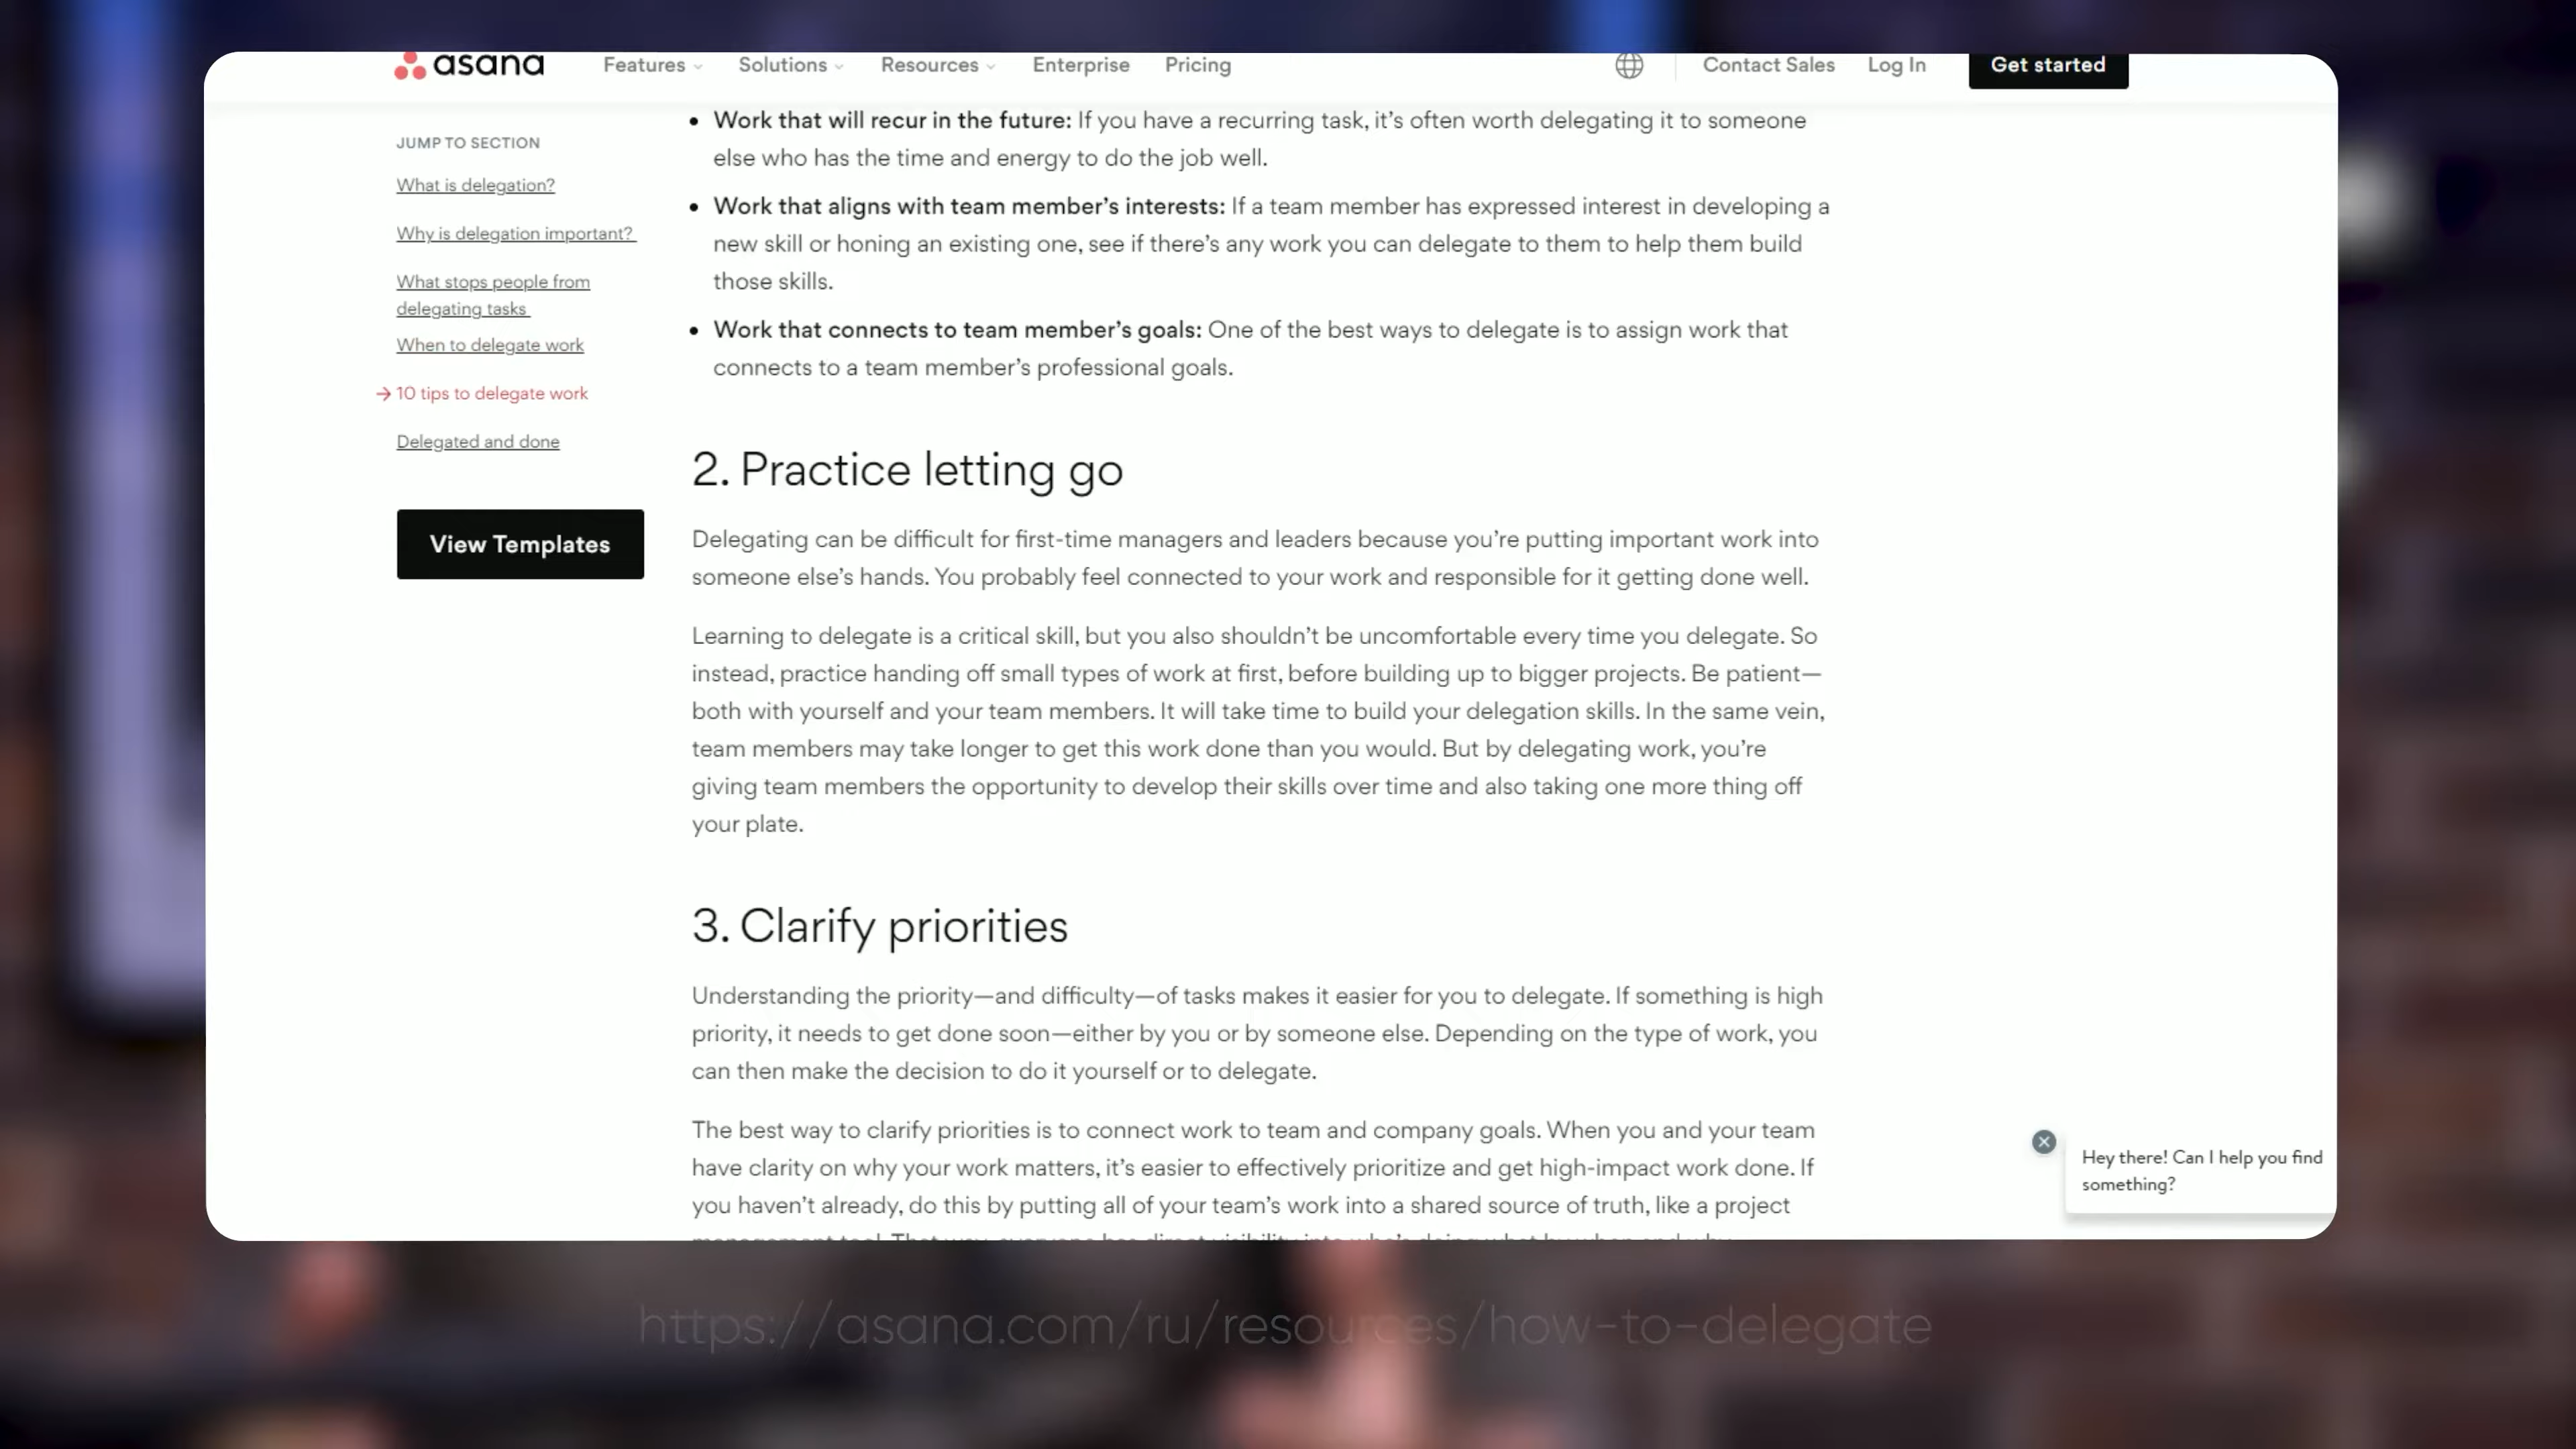 asana
Features
Solutions
Resources
Enterprise
Pricing
Contact Sales
Log In
Get started
JUMP TO SECTION
What is delegation?
Why is delegation important?
What stops people from
delegating tasks
When to delegate work
→ 10 tips to delegate work
Delegated and done
View Templates
• Work that will recur in the future: If you have a recurring task, it’s often worth delegating it to someone
else who has the time and energy to do the job well.
• Work that aligns with team member’s interests: If a team member has expressed interest in developing a
new skill or honing an existing one, see if there’s any work you can delegate to them to help them build
those skills.
• Work that connects to team member’s goals: One of the best ways to delegate is to assign work that
connects to a team member’s professional goals.
2. Practice letting go
Delegating can be difficult for first-time managers and leaders because you’re putting important work into
someone else’s hands. You probably feel connected to your work and responsible for it getting done well.
Learning to delegate is a critical skill, but you also shouldn’t be uncomfortable every time you delegate. So
instead, practice handing off small types of work at first, before building up to bigger projects. Be patient—
both with yourself and your team members. It will take time to build your delegation skills. In the same vein,
team members may take longer to get this work done than you would. But by delegating work, you’re
giving team members the opportunity to develop their skills over time and also taking one more thing off
your plate.
3. Clarify priorities
Understanding the priority—and difficulty—of tasks makes it easier for you to delegate. If something is high
priority, it needs to get done soon—either by you or by someone else. Depending on the type of work, you
can then make the decision to do it yourself or to delegate.
The best way to clarify priorities is to connect work to team and company goals. When you and your team
have clarity on why your work matters, it’s easier to effectively prioritize and get high-impact work done. If
you haven’t already, do this by putting all of your team’s work into a shared source of truth, like a project
Hey there! Can I help you find
something?
https://asana.com/ru/resources/how-to-delegate